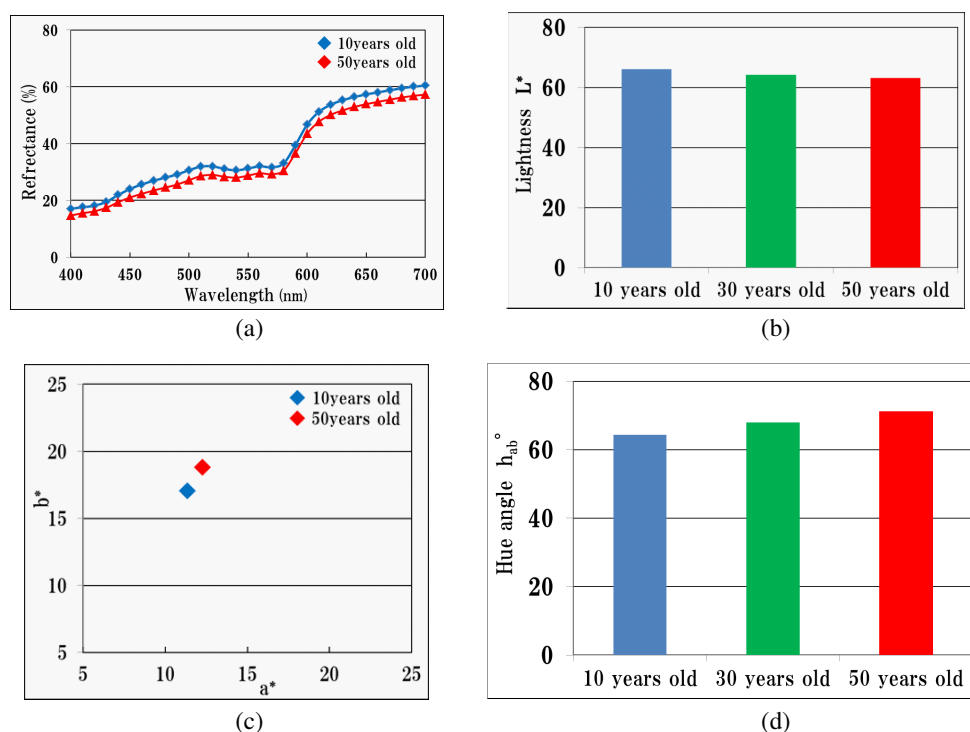 80
60
40
20
0
Refrectance (%)
10years old
50years old
400 450 500 550 600 650 700
Wavelength (nm)
(a)
80
60
40
20
0
Lightness L*
10 years old 30 years old 50 years old
(b)
25
20
15
10
5
b*
10years old
50years old
5 10 15 20 25
a*
(c)
80
60
40
20
0
Hue angle hab°
10 years old 30 years old 50 years old
(d)